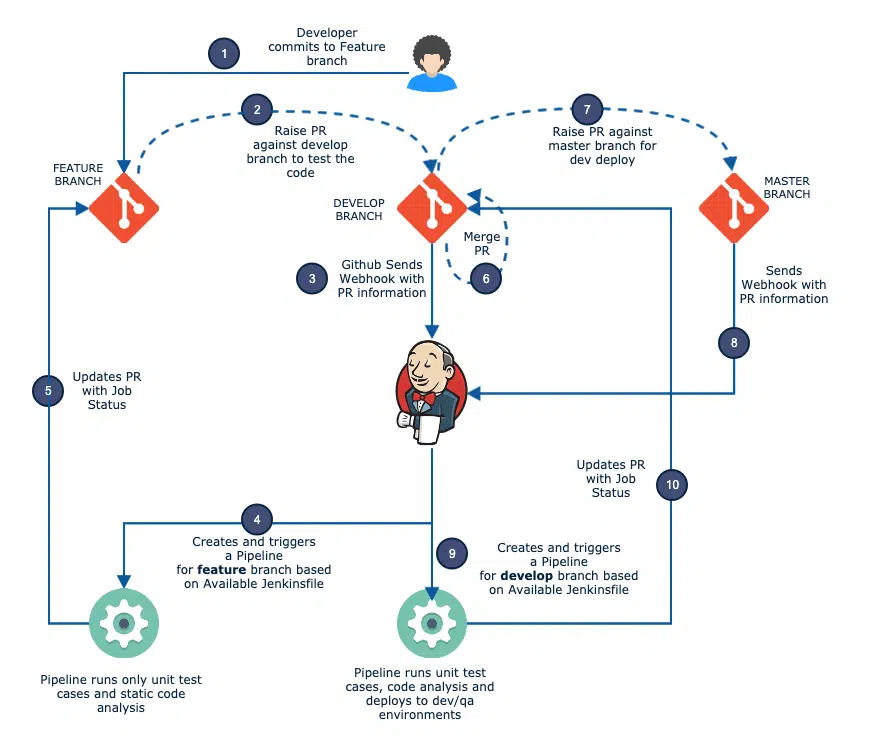 1
Developer
commits to Feature
branch
2
Raise PR
against develop
branch to test the
code
7
Raise PR against
master branch for
dev deploy
FEATURE
BRANCH
DEVELOP
BRANCH
MASTER
BRANCH
3
Github Sends
Webhook with
PR information
Merge
PR
6
Sends
Webhook with
PR information
8
5
Updates PR
with Job
Status
Updates PR
with Job
Status
10
4
Creates and triggers
a Pipeline
for feature branch based
on Available Jenkinsfile
9
Creates and triggers
a Pipeline
for develop branch based
on Available Jenkinsfile
Pipeline runs only unit test
cases and static code
analysis
Pipeline runs unit test
cases, code analysis and
deploys to dev/qa
environments